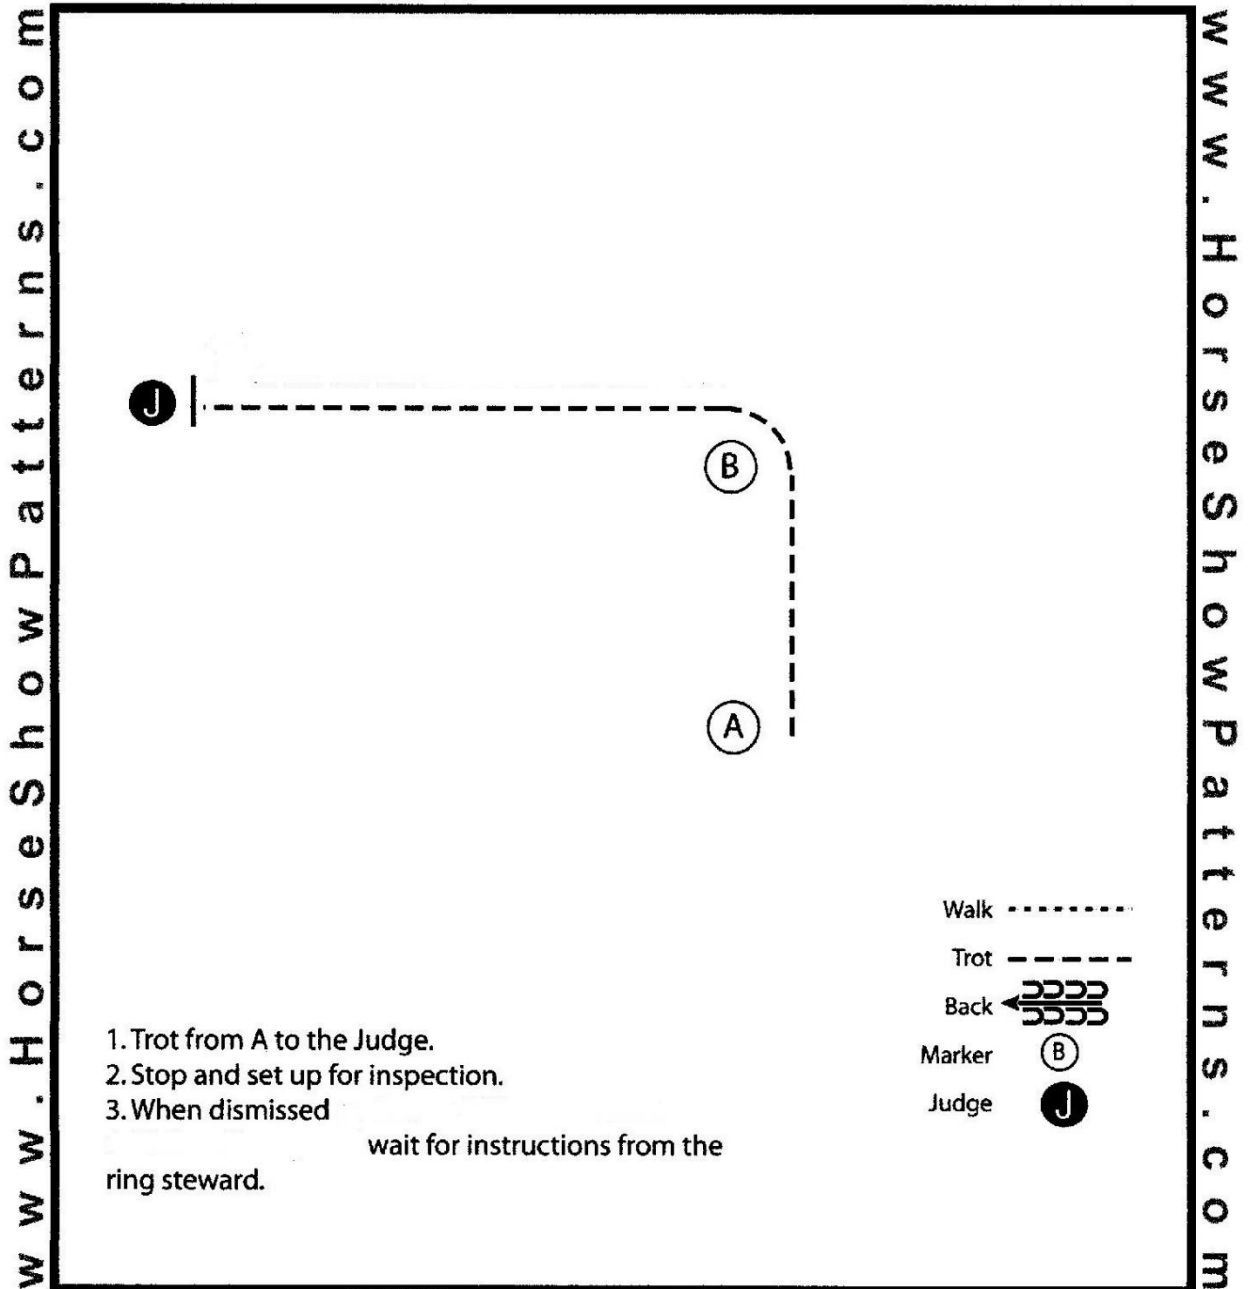 www.HorseShowPatterns.com
www.HorseShowPatterns.com
J
B
A
Walk
Trot
Back
Marker B
Judge J
1. Trot from A to the Judge.
2. Stop and set up for inspection.
3. When dismissed
wait for instructions from the
ring steward.